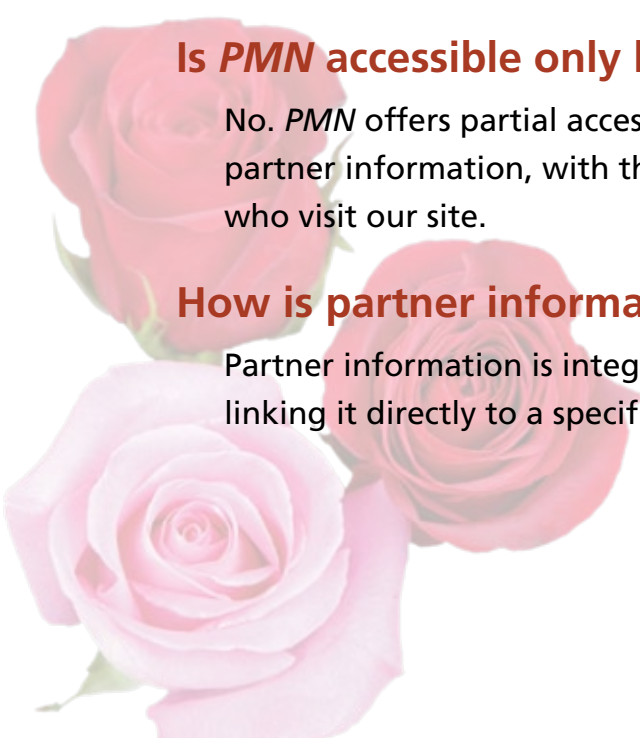 Is PMN accessible only
No. PMN offers partial acces
partner information, with th
who visit our site.
How is partner informa
Partner information is integ
linking it directly to a specif